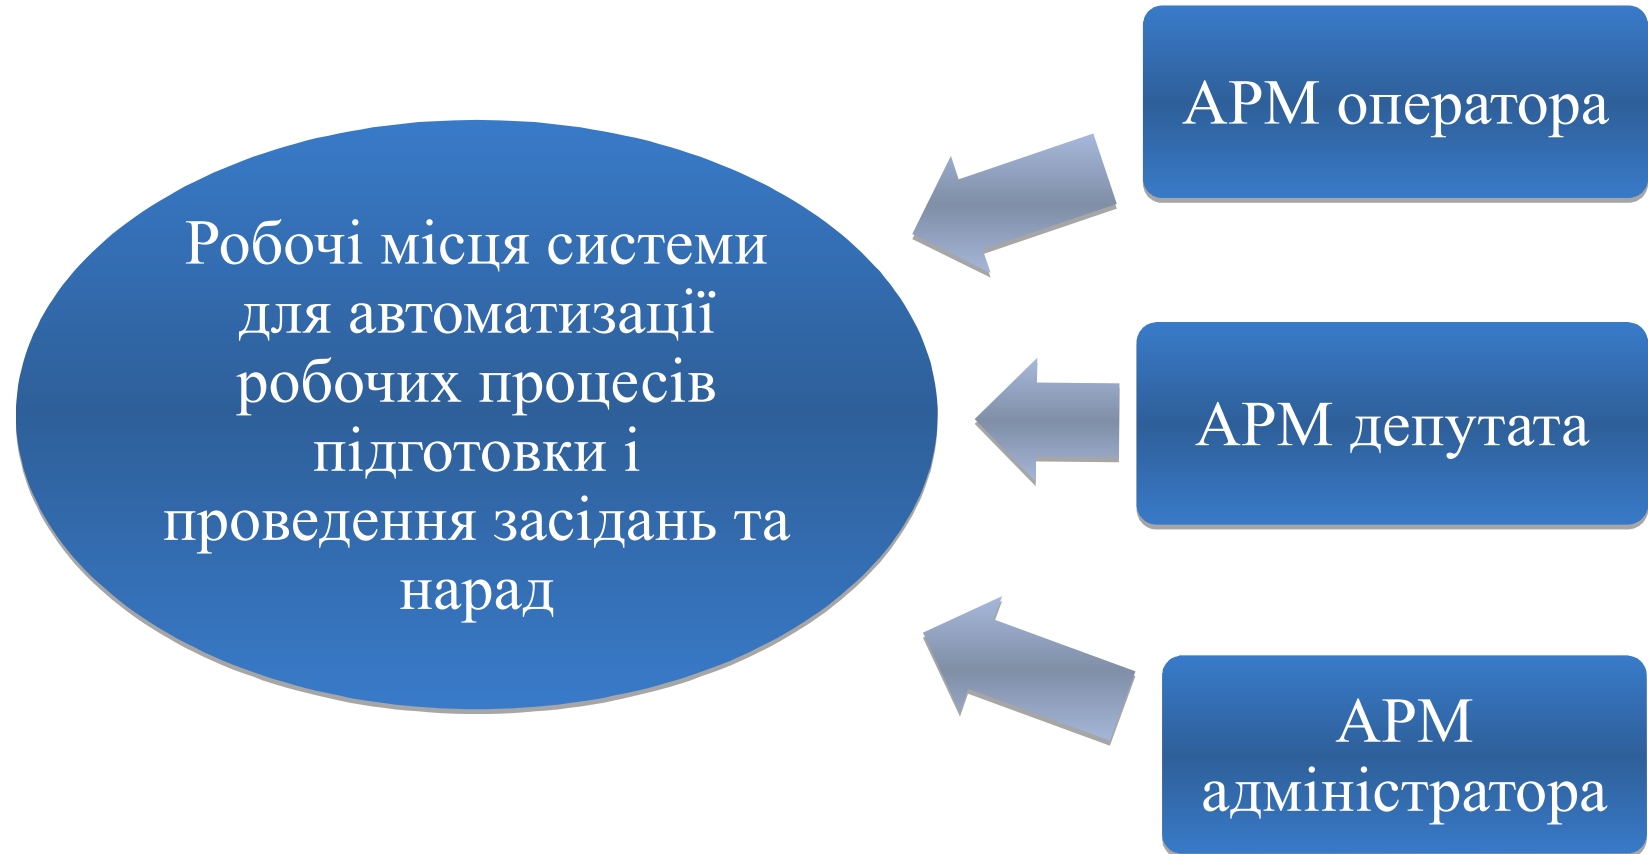 Робочі місця системи
для автоматизації
робочих процесів
підготовки і
проведення засідань та
нарад
АРМ оператора
АРМ депутата
АРМ
адміністратора